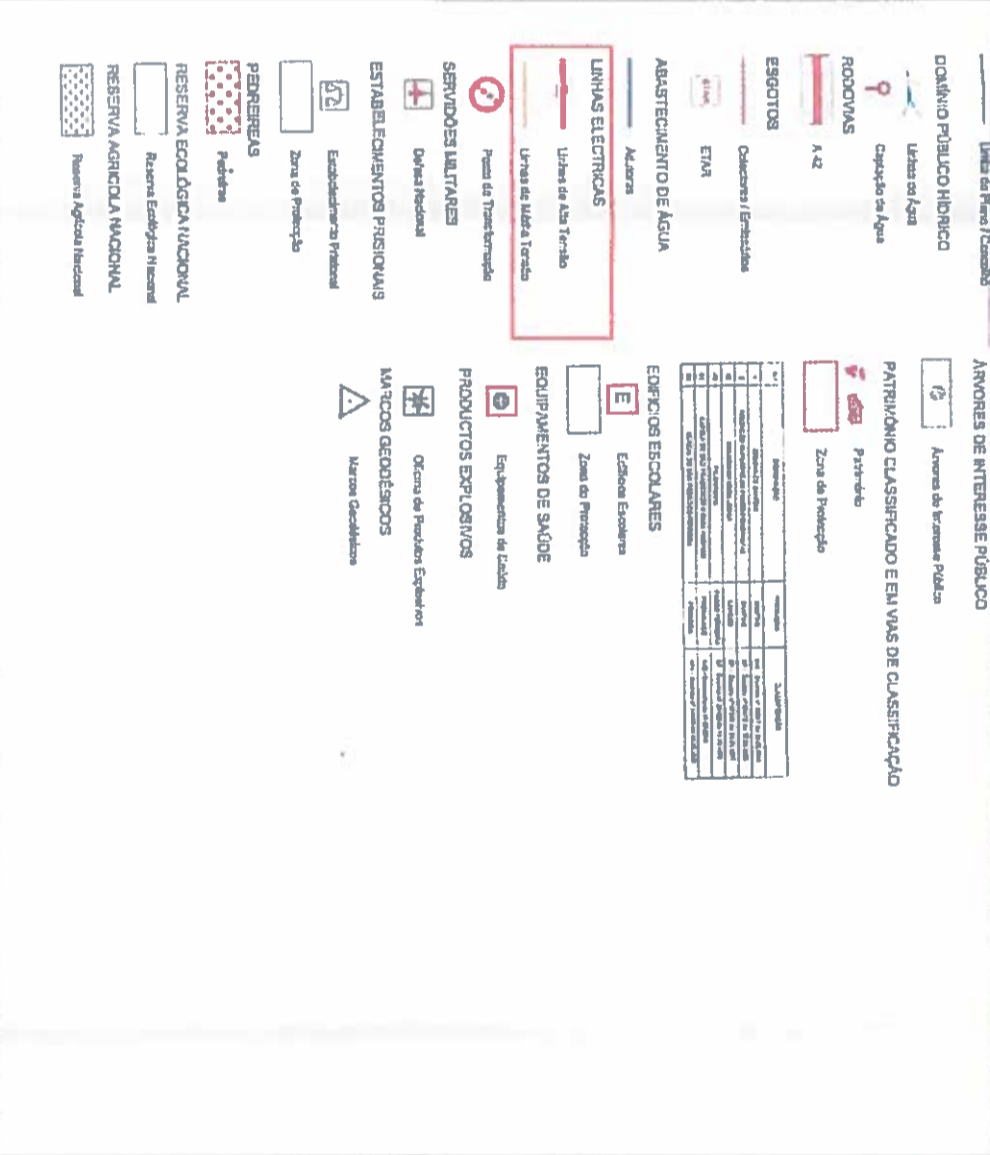 Limite do Plano / Concelho
DOMÍNIO PÚBLICO HÍDRICO
Linhas de Água
Captação de Água
RODOVIAS
A 42
ESGOTOS
Colectores / Emissários
ETAR
ETAR
ABASTECIMENTO DE ÁGUA
Adutoras
LINHAS ELECTRICAS
Linhas de Alta Tensão
Linhas de Média Tensão
Posto de Transformação
SERVIDÕES MILITARES
Defesa Nacional
ESTABELECIMENTOS PRISIONAIS
Estabelecimento Prisional
Zona de Protecção
PEDREIREAS
Pedreiras
RESERVA ECOLÓGICA NACIONAL
Reserva Ecológica Nacional
RESERVA AGRICOLA NACIONAL
Reserva Agrícola Nacional
ÁRVORES DE INTERESSE PÚBLICO
Árvores de Interesse Público
PATRIMÓNIO CLASSIFICADO E EM VIAS DE CLASSIFICAÇÃO
Património
Zona de Protecção
EDIFICIOS ESCOLARES
E
Edifícios Escolares
Zona de Protecção
EQUIPAMENTOS DE SAÚDE
Equipamentos de Saúde
PRODUCTOS EXPLOSIVOS
Oficina de Produtos Explosivos
MARCOS GEODÉSICOS
Marcos Geodésicos